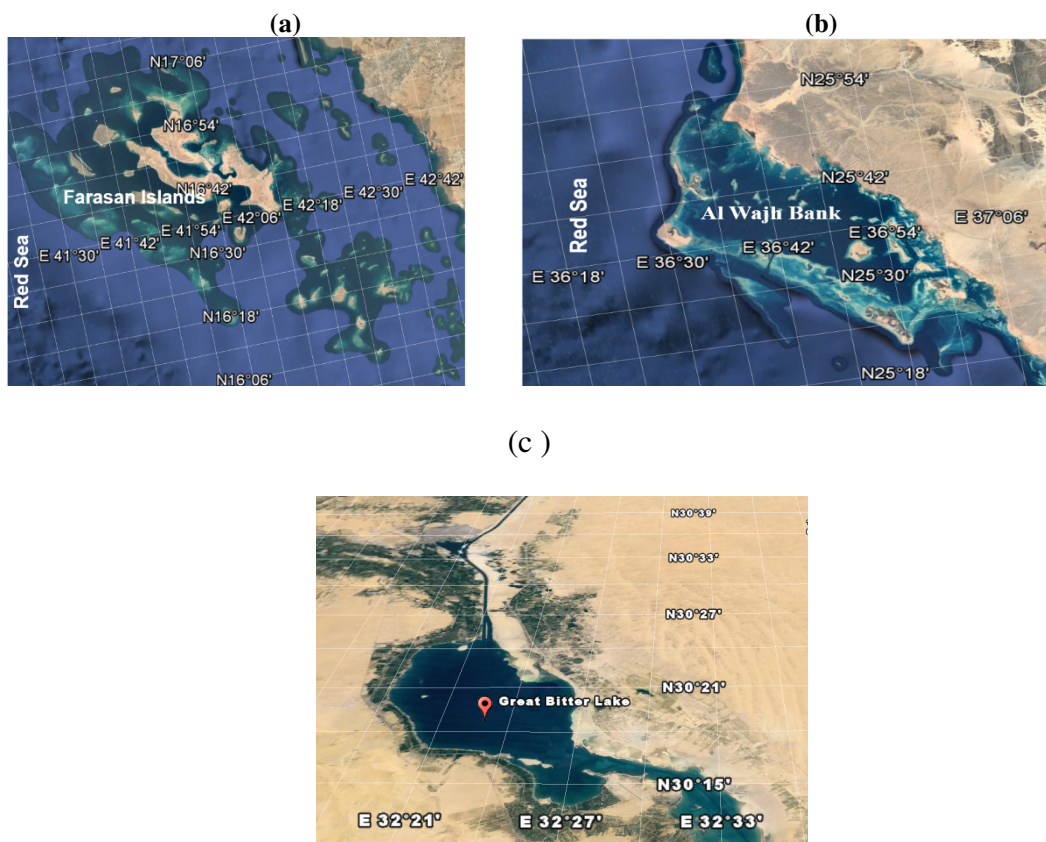 (a)
N17°06'
N16°54'
N16°42'
Farasan Islands
E 42°42'
E 42°30'
E 42°18'
E 42°06'
E 41°54'
E 41°42'
E 41°30'
N16°30'
N16°18'
N16°06'
Red Sea
(b)
N25°54'
N25°42'
Al Wajh Bank
E 37°06'
E 36°54'
E 36°42'
E 36°30'
E 36°18'
N25°30'
N25°18'
Red Sea
(c )
N30°39'
N30°33'
N30°27'
N30°21'
Great Bitter Lake
N30°15'
E 32°21'
E 32°27'
E 32°33'